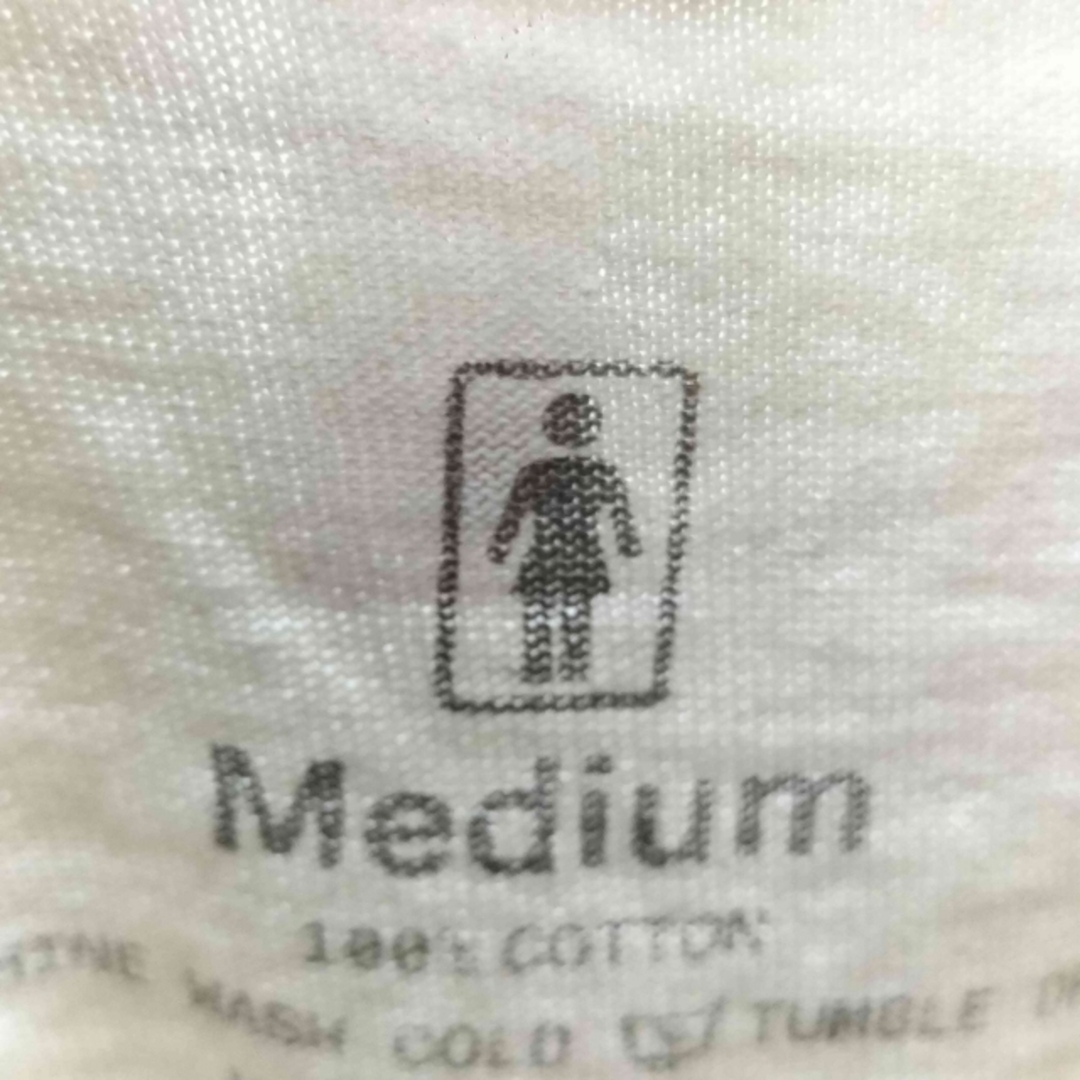 Medium
100% COTTON
WASH COLD / TUMBLE